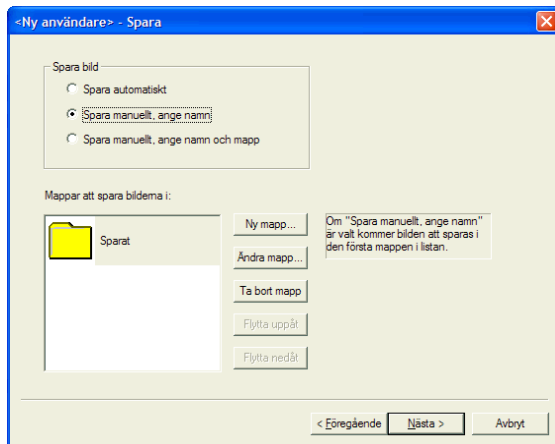 <Ny användare> - Spara
Spara bild
Spara automatiskt
Spara manuellt, ange namn
Spara manuellt, ange namn och mapp
Mappar att spara bilderna i:
Sparat
Ny mapp...
Ändra mapp...
Ta bort mapp
Flytta uppåt
Flytta nedåt
Om "Spara manuellt, ange namn"
är valt kommer bilden att sparas i
den första mappen i listan.
< Föregående
Nästa >
Avbryt